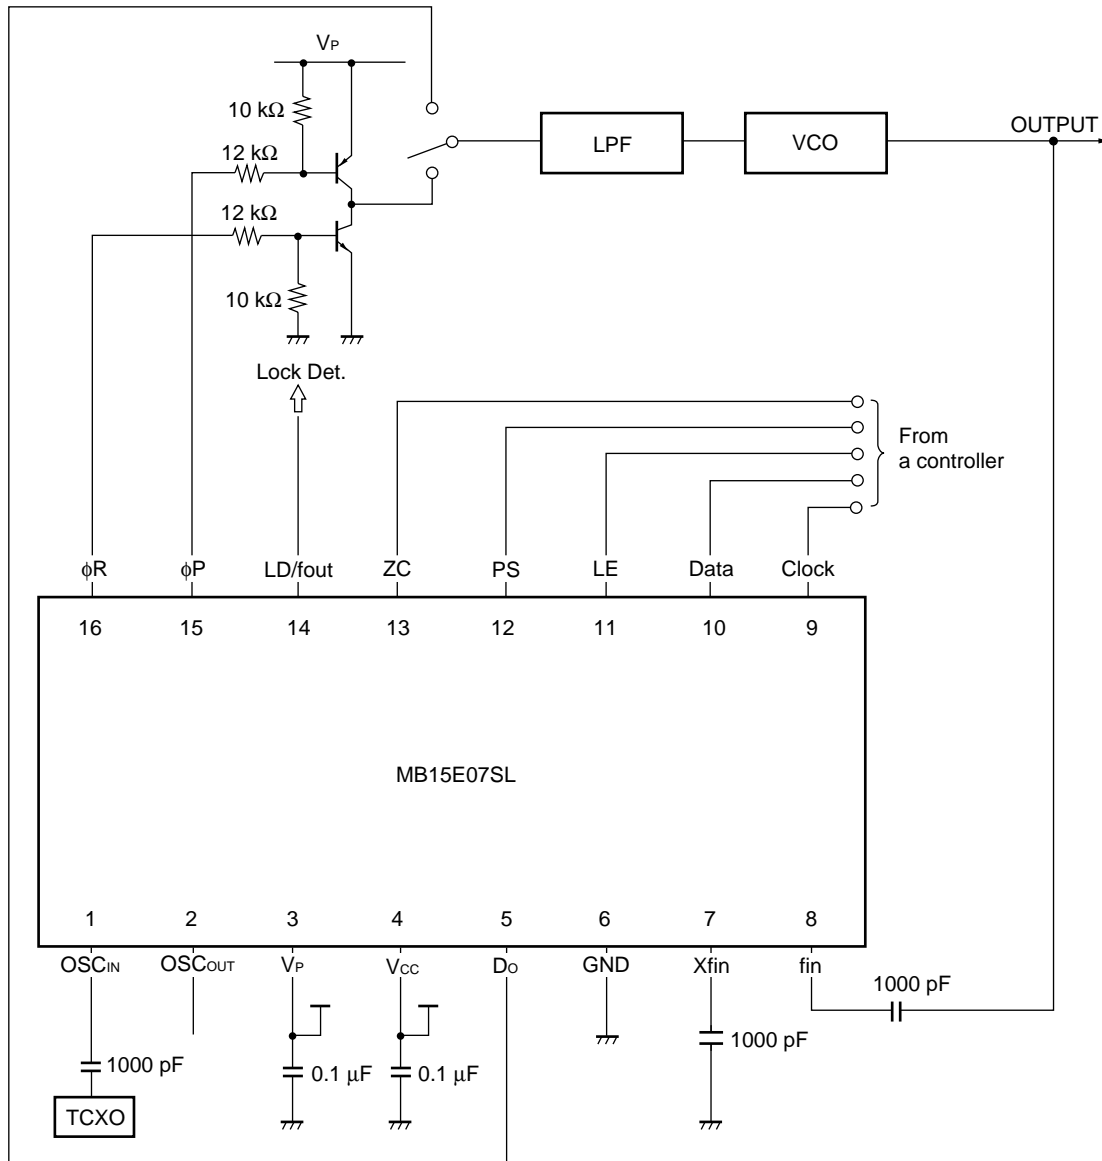 VP
10 kΩ
12 kΩ
12 kΩ
10 kΩ
LPF
VCO
OUTPUT
Lock Det.
From
a controller
ϕR ϕP LD/fout ZC PS LE Data Clock
16 15 14 13 12 11 10 9
MB15E07SL
1 2 3 4 5 6 7 8
OSCIN OSCOUT VP VCC DO GND Xfin fin
1000 pF
1000 pF
0.1 μF
0.1 μF
1000 pF
TCXO